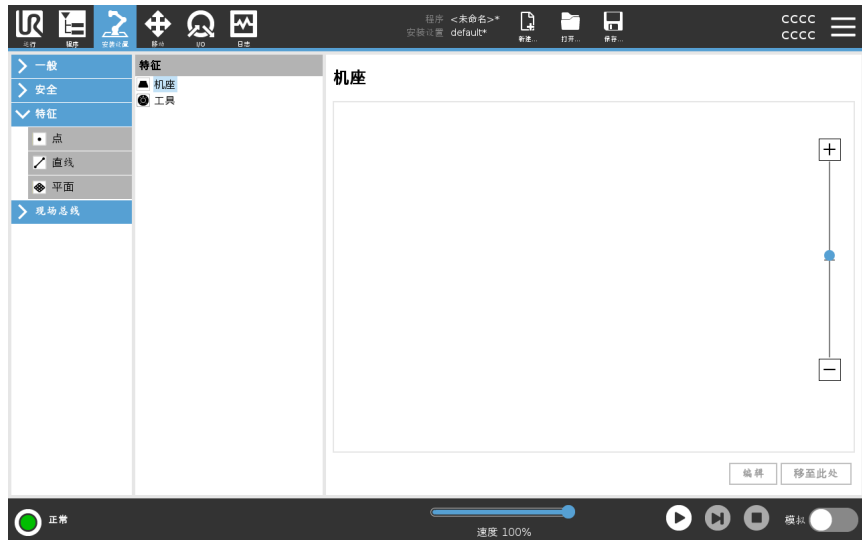 UR
运行
程序
安装设置
移动
I/O
日志
程序 <未命名>*
安装设置 default*
新建...
打开...
保存...
CCCC
CCCC
一般
安全
特征
点
直线
平面
现场总线
特征
机座
工具
机座
编辑
移至此处
正常
速度 100%
模拟